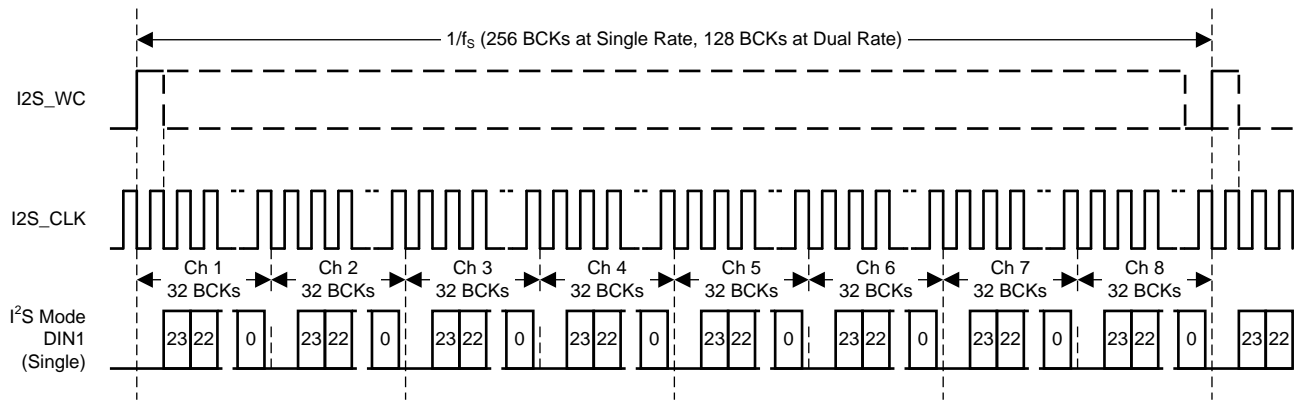 1/fS (256 BCKs at Single Rate, 128 BCKs at Dual Rate)
I2S_WC
I2S_CLK
Ch 1 Ch 2 Ch 3 Ch 4 Ch 5 Ch 6 Ch 7 Ch 8
32 BCKs 32 BCKs 32 BCKs 32 BCKs 32 BCKs 32 BCKs 32 BCKs 32 BCKs
I²S Mode
DIN1
(Single)
23 22 0 23 22 0 23 22 0 23 22 0 23 22 0 23 22 0 23 22 0 23 22 0 23 22